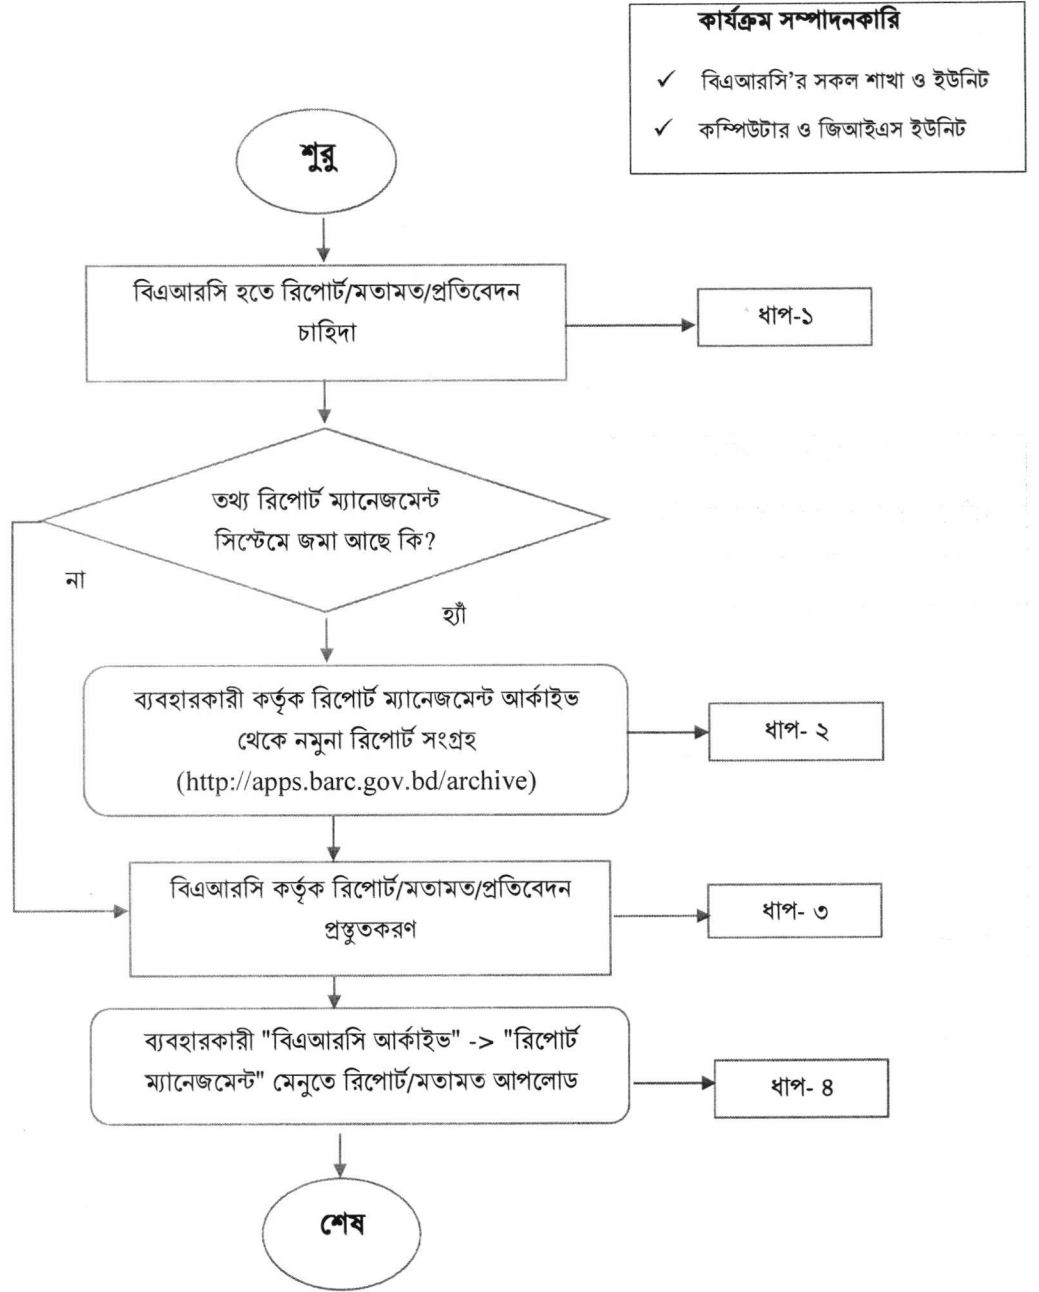 কার্যক্রম সম্পাদনকারি
✓ বিএআরসি’র সকল শাখা ও ইউনিট
✓ কম্পিউটার ও জিআইএস ইউনিট
শুরু
বিএআরসি হতে রিপোর্ট/মতামত/প্রতিবেদন
চাহিদা
ধাপ-১
তথ্য রিপোর্ট ম্যানেজমেন্ট
সিস্টেমে জমা আছে কি?
না
হ্যাঁ
ব্যবহারকারী কর্তৃক রিপোর্ট ম্যানেজমেন্ট আর্কাইভ
থেকে নমুনা রিপোর্ট সংগ্রহ
(http://apps.barc.gov.bd/archive)
ধাপ- ২
বিএআরসি কর্তৃক রিপোর্ট/মতামত/প্রতিবেদন
প্রস্তুতকরণ
ধাপ- ৩
ব্যবহারকারী "বিএআরসি আর্কাইভ" -> "রিপোর্ট
ম্যানেজমেন্ট" মেনুতে রিপোর্ট/মতামত আপলোড
ধাপ- ৪
শেষ